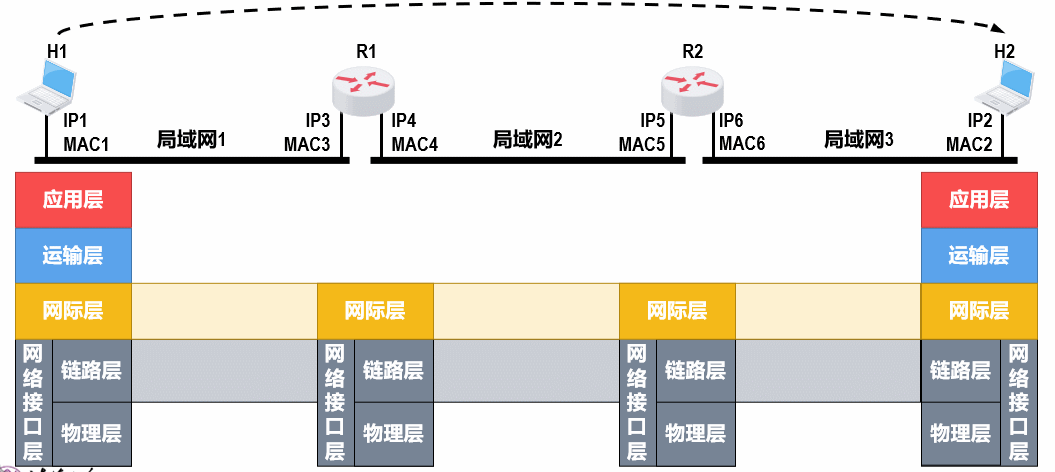 H1 R1 R2 H2
IP1 IP3 IP4 IP5 IP6 IP2
MAC1 局域网1 MAC3 MAC4 局域网2 MAC5 MAC6 局域网3 MAC2
应用层 应用层
运输层 运输层
网际层 网际层 网际层 网际层
网络接口层 链路层 网络接口层 链路层 网络接口层 链路层 链路层 网络接口层
物理层 物理层 物理层 物理层